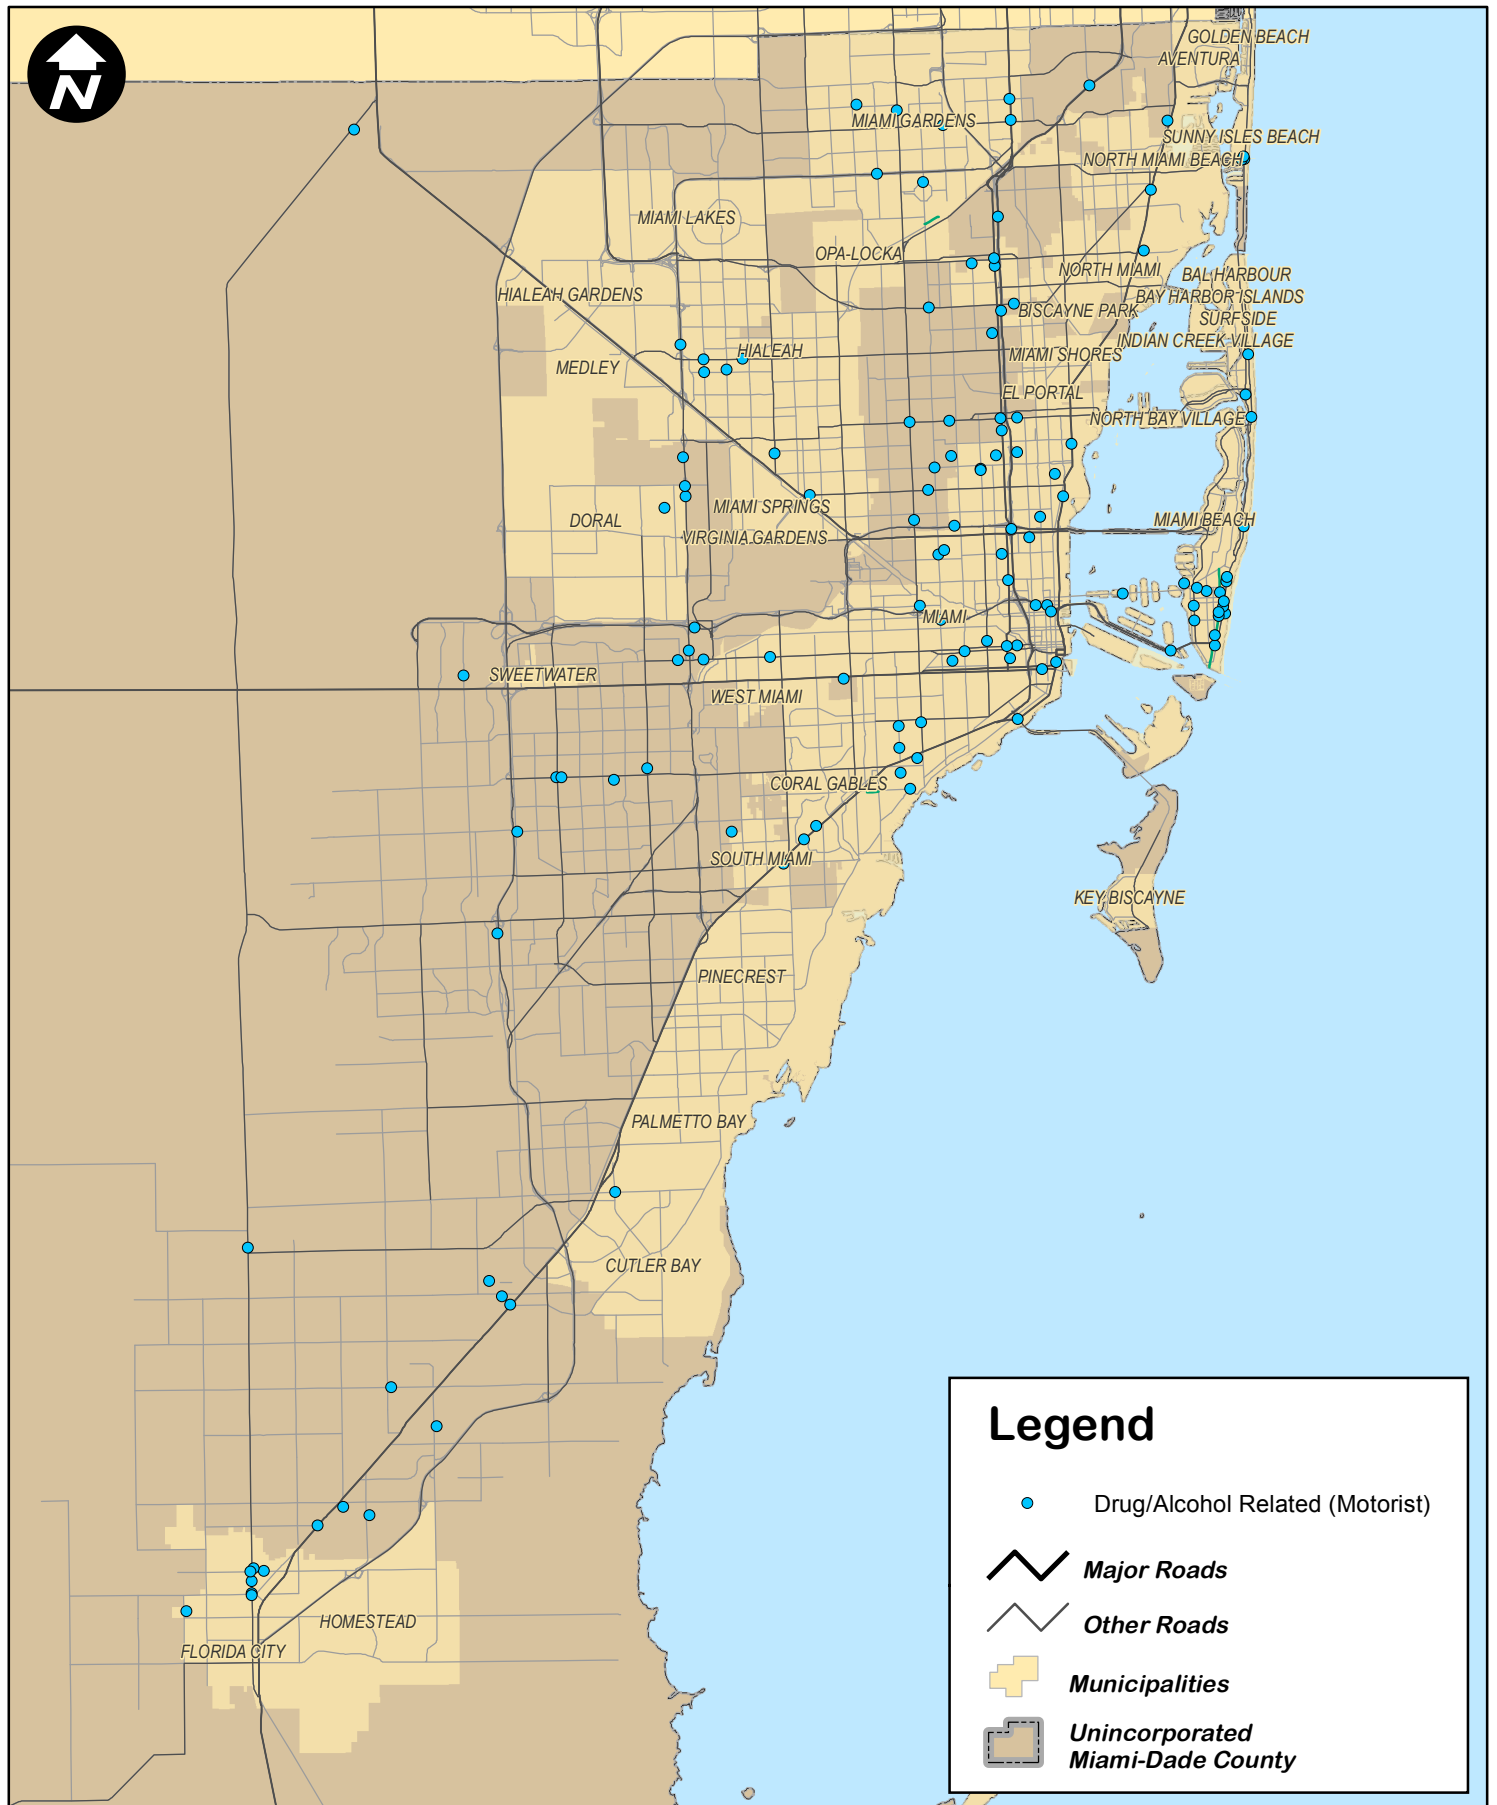 GOLDEN BEACH
AVENTURA
N
MIAMI GARDENS
SUNNY ISLES BEACH
NORTH MIAMI BEACH
MIAMI LAKES
OPA-LOCKA
NORTH MIAMI
BAL HARBOUR
HIALEAH GARDENS
BAY HARBOR ISLANDS
BISCAYNE PARK
SURFSIDE
INDIAN CREEK VILLAGE
HIALEAH
MIAMI SHORES
MEDLEY
EL PORTAL
NORTH BAY VILLAGE
MIAMI SPRINGS
DORAL
MIAMI BEACH
VIRGINIA GARDENS
MIAMI
SWEETWATER
WEST MIAMI
CORAL GABLES
SOUTH MIAMI
KEY BISCAYNE
PINECREST
PALMETTO BAY
CUTLER BAY
HOMESTEAD
FLORIDA CITY
Legend
Drug/Alcohol Related (Motorist)
Major Roads
Other Roads
Municipalities
Unincorporated
Miami-Dade County